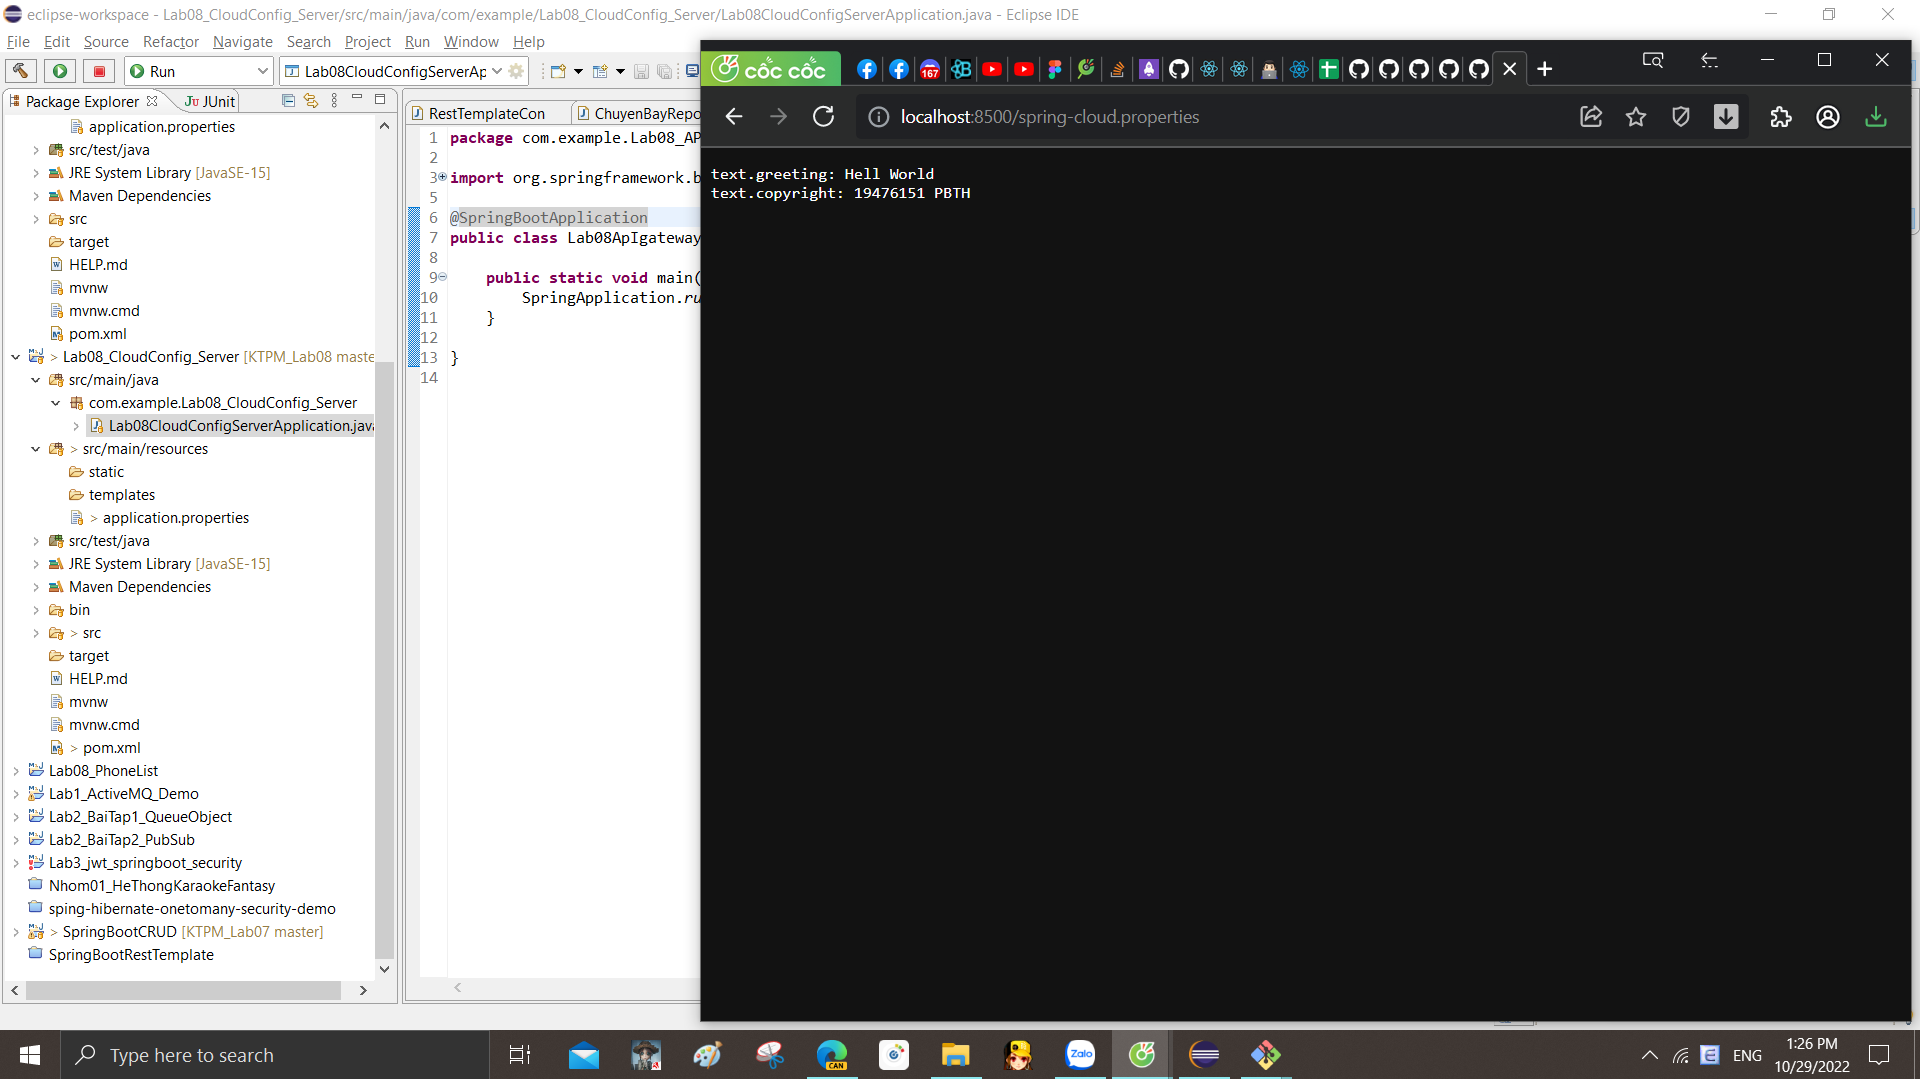 eclipse-workspace - Lab08_CloudConfig_Server/src/main/java/com/example/Lab08_CloudConfig_Server/Lab08CloudConfigServerApplication.java - Eclipse IDE
File Edit Source Refactor Navigate Search Project Run Window Help
Run
Lab08CloudConfigServerAp
Package Explorer
JUnit
application.properties
src/test/java
JRE System Library [JavaSE-15]
Maven Dependencies
src
target
HELP.md
mvnw
mvnw.cmd
pom.xml
> Lab08_CloudConfig_Server [KTPM_Lab08 maste
src/main/java
com.example.Lab08_CloudConfig_Server
Lab08CloudConfigServerApplication.java
> src/main/resources
static
templates
> application.properties
src/test/java
JRE System Library [JavaSE-15]
Maven Dependencies
bin
> src
target
HELP.md
mvnw
mvnw.cmd
> pom.xml
Lab08_PhoneList
Lab1_ActiveMQ_Demo
Lab2_BaiTap1_QueueObject
Lab2_BaiTap2_PubSub
Lab3_jwt_springboot_security
Nhom01_HeThongKaraokeFantasy
sping-hibernate-onetomany-security-demo
> SpringBootCRUD [KTPM_Lab07 master]
SpringBootRestTemplate
RestTemplateCon
ChuyenBayRepo
1 package com.example.Lab08_AP
2
3 import org.springframework.b
5
6 @SpringBootApplication
7 public class Lab08ApIgateway
8
9 public static void main(
10 SpringApplication.ru
11 }
12
13 }
14
cốc cốc
167
localhost:8500/spring-cloud.properties
text.greeting: Hell World
text.copyright: 19476151 PBTH
Type here to search
CAN
Zalo
ENG
1:26 PM
10/29/2022